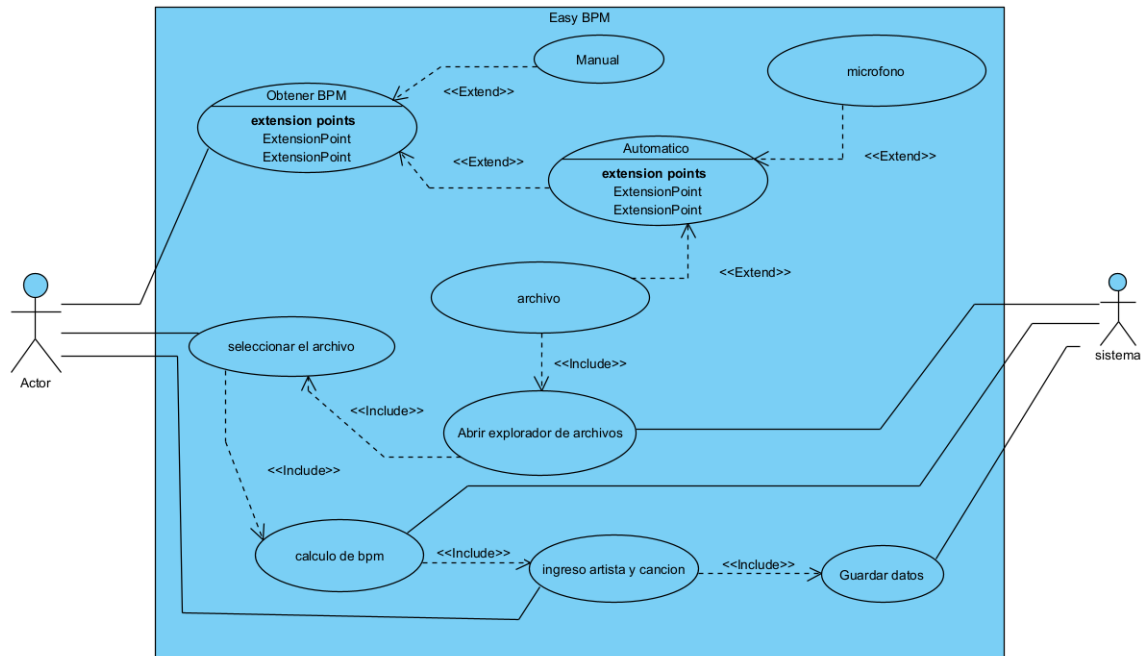 Easy BPM
Manual
microfono
<<Extend>>
Obtener BPM
extension points
ExtensionPoint
ExtensionPoint
<<Extend>>
Automatico
extension points
ExtensionPoint
ExtensionPoint
<<Extend>>
<<Extend>>
archivo
seleccionar el archivo
<<Include>>
Actor
sistema
<<Include>>
Abrir explorador de archivos
<<Include>>
calculo de bpm
<<Include>>
ingreso artista y cancion
<<Include>>
Guardar datos